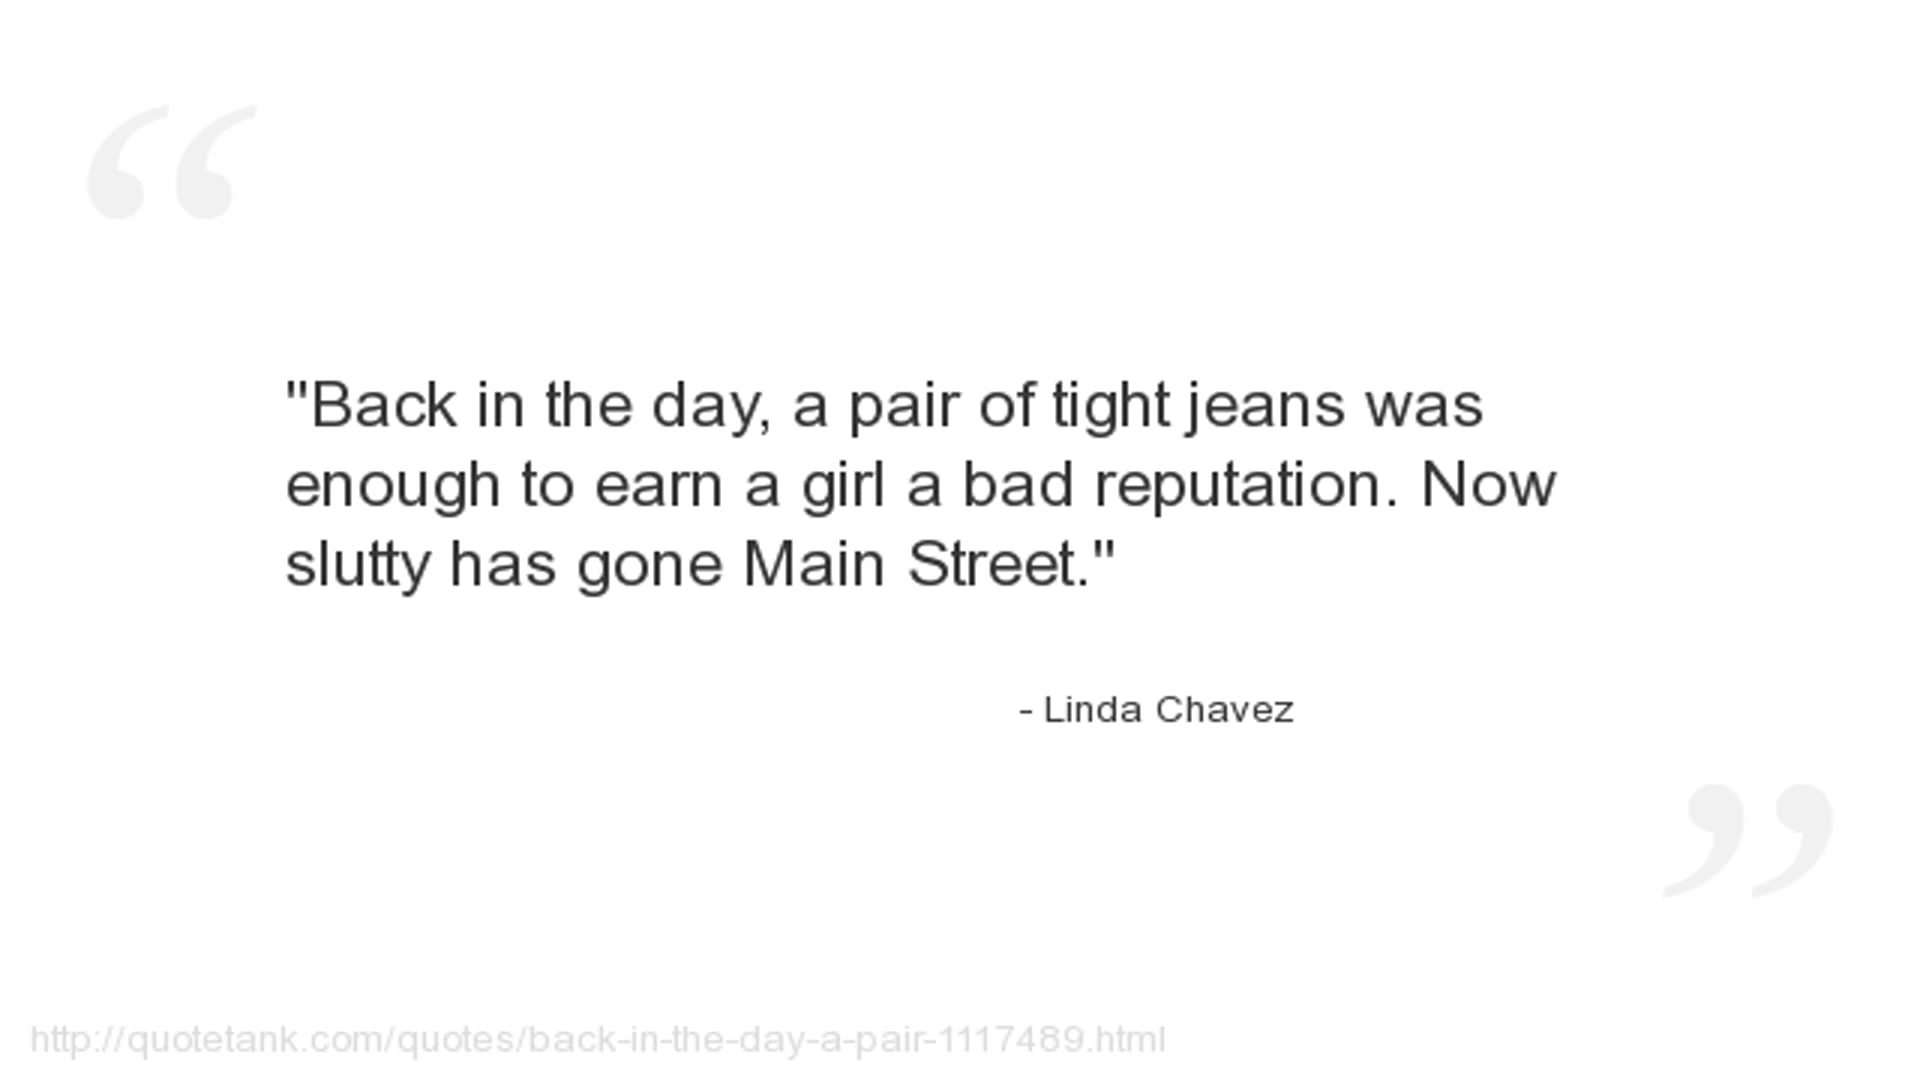 "Back in the day, a pair of tight jeans was
enough to earn a girl a bad reputation. Now
slutty has gone Main Street."
- Linda Chavez
http://quotetank.com/quotes/back-in-the-day-a-pair-1117489.html